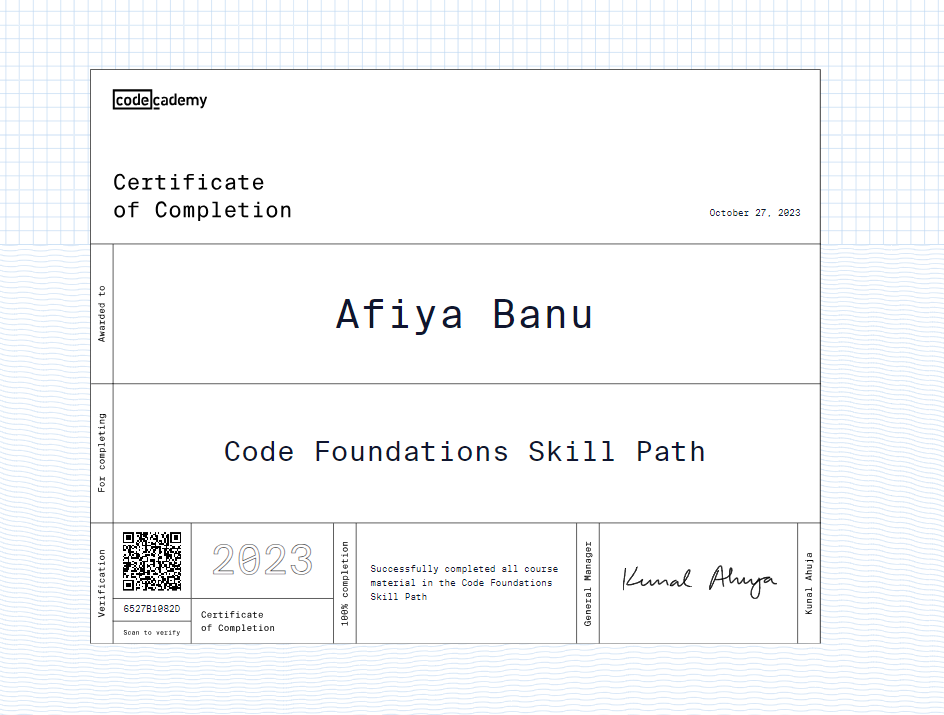 codecademy
Certificate
of Completion
October 27, 2023
Awarded to
Afiya Banu
For completing
Code Foundations Skill Path
Verification
6527B1082D
Scan to verify
2023
Certificate
of Completion
100% completion
Successfully completed all course
material in the Code Foundations
Skill Path
General Manager
Kunal Ahuja
Kunal Ahuja